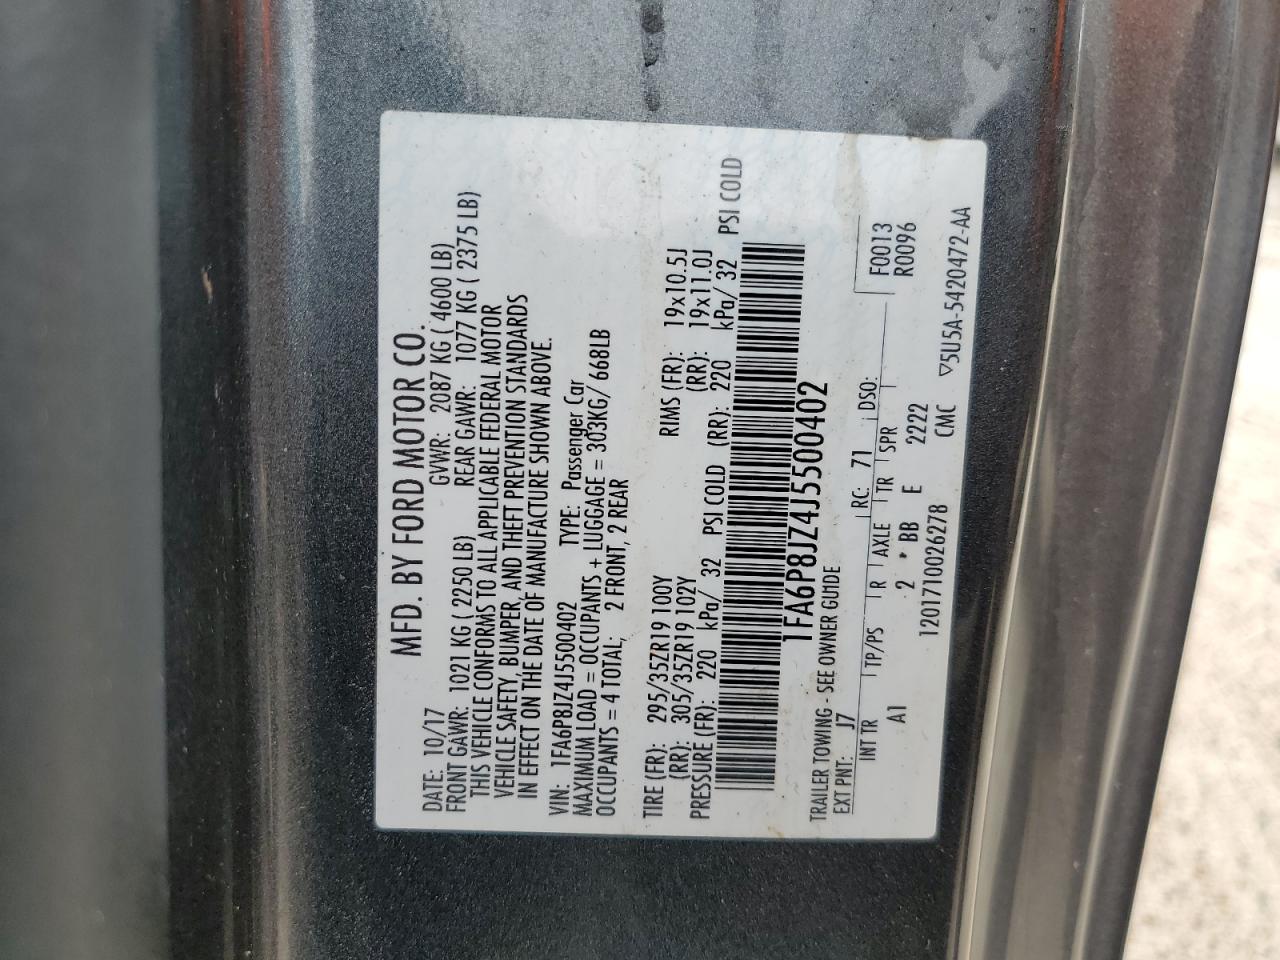 MFD. BY FORD MOTOR CO.
DATE: 10/17 GVWR: 2087 KG ( 4600 LB)
FRONT GAWR: 1021 KG ( 2250 LB) REAR GAWR: 1077 KG ( 2375 LB)
THIS VEHICLE CONFORMS TO ALL APPLICABLE FEDERAL MOTOR
VEHICLE SAFETY, BUMPER, AND THEFT PREVENTION STANDARDS
IN EFFECT ON THE DATE OF MANUFACTURE SHOWN ABOVE.
VIN: 1FA6P8JZ4J5500402 TYPE: Passenger Car
MAXIMUM LOAD = OCCUPANTS + LUGGAGE = 303KG/ 668LB
OCCUPANTS = 4 TOTAL; 2 FRONT, 2 REAR
TIRE (FR): 295/35ZR19 100Y RIMS (FR): 19x10.5J
(RR): 305/35ZR19 102Y (RR): 19x11.0J
PRESSURE (FR): 220 kPa/ 32 PSI COLD (RR): 220 kPa/ 32 PSI COLD
1FA6P8JZ4J5500402
TRAILER TOWING - SEE OWNER GUIDE
EXT PNT: J7 RC: 71 DSO: F0013
INT TR TP/PS R AXLE TR SPR R0096
A1 2 * BB E 2222
1201710026278 CMC ▽5U5A-5420472-AA